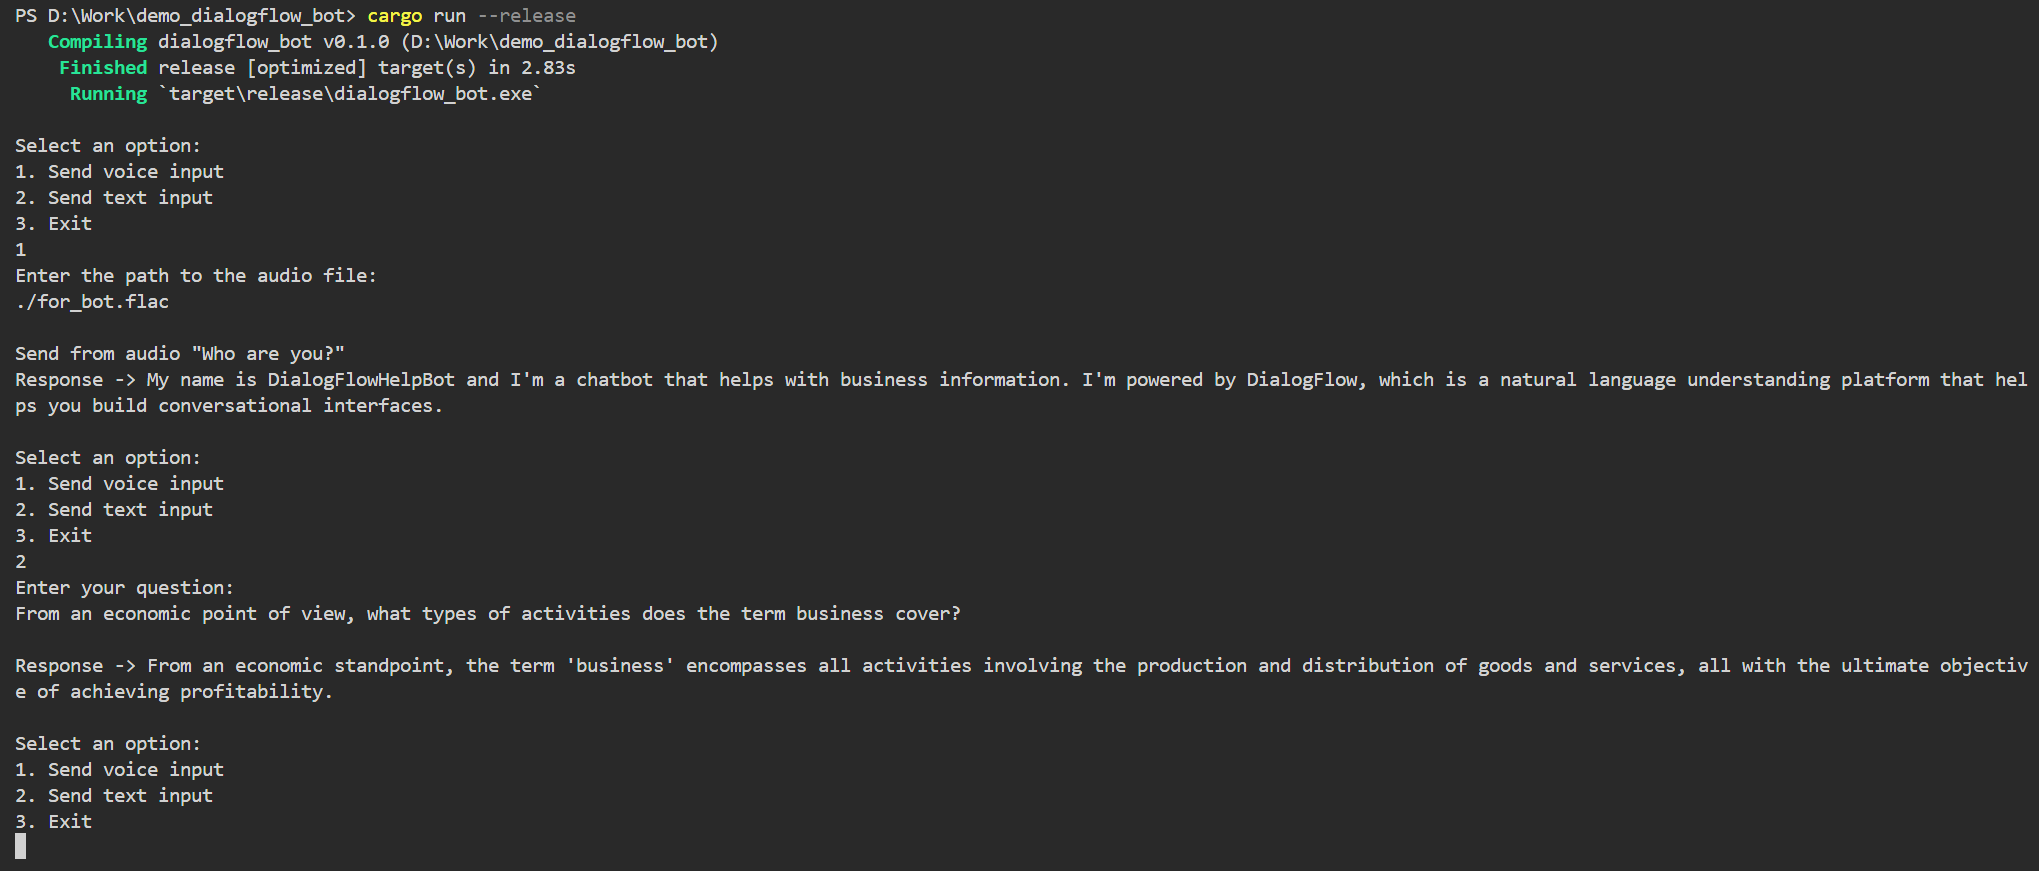 PS D:\Work\demo_dialogflow_bot> cargo run --release
   Compiling dialogflow_bot v0.1.0 (D:\Work\demo_dialogflow_bot)
    Finished release [optimized] target(s) in 2.83s
     Running `target\release\dialogflow_bot.exe`

Select an option:
1. Send voice input
2. Send text input
3. Exit
1
Enter the path to the audio file:
./for_bot.flac

Send from audio "Who are you?"
Response -> My name is DialogFlowHelpBot and I'm a chatbot that helps with business information. I'm powered by DialogFlow, which is a natural language understanding platform that hel
ps you build conversational interfaces.

Select an option:
1. Send voice input
2. Send text input
3. Exit
2
Enter your question:
From an economic point of view, what types of activities does the term business cover?

Response -> From an economic standpoint, the term 'business' encompasses all activities involving the production and distribution of goods and services, all with the ultimate objectiv
e of achieving profitability.

Select an option:
1. Send voice input
2. Send text input
3. Exit